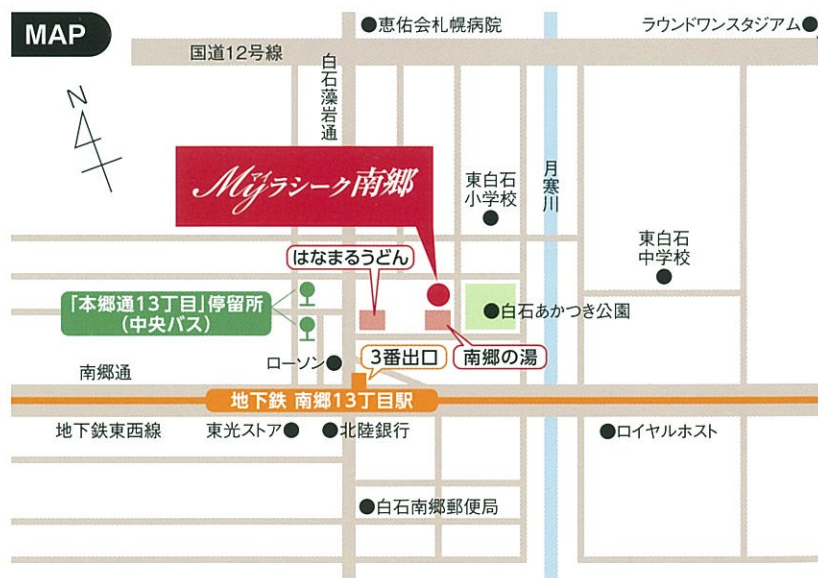 MAP
N
恵佑会札幌病院
ラウンドワンスタジアム
国道12号線
白石藻岩通
Myラシーク南郷
マイ
東白石
小学校
月寒川
東白石
中学校
はなまるうどん
「本郷通13丁目」停留所
(中央バス)
白石あかつき公園
ローソン
3番出口
南郷の湯
南郷通
地下鉄 南郷13丁目駅
地下鉄東西線
東光ストア
北陸銀行
ロイヤルホスト
白石南郷郵便局